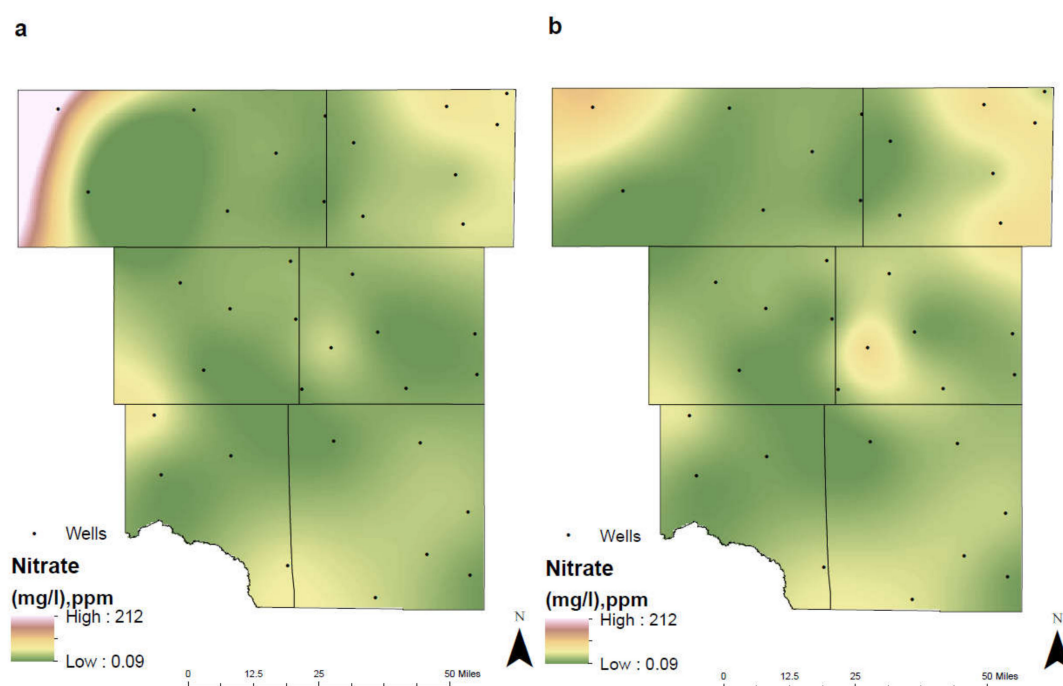 a
b
Wells
Nitrate
(mg/l),ppm
High : 212
Low : 0.09
N
0 12.5 25 50 Miles
Wells
Nitrate
(mg/l),ppm
High : 212
Low : 0.09
N
0 12.5 25 50 Miles